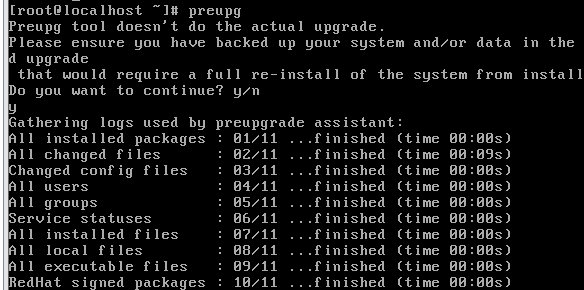 [root@localhost ~]# preupg
Preupg tool doesn't do the actual upgrade.
Please ensure you have backed up your system and/or data in the
d upgrade
 that would require a full re-install of the system from install
Do you want to continue? y/n
y
Gathering logs used by preupgrade assistant:
All installed packages : 01/11 ...finished (time 00:00s)
All changed files      : 02/11 ...finished (time 00:09s)
Changed config files   : 03/11 ...finished (time 00:00s)
All users              : 04/11 ...finished (time 00:00s)
All groups             : 05/11 ...finished (time 00:00s)
Service statuses       : 06/11 ...finished (time 00:00s)
All installed files    : 07/11 ...finished (time 00:00s)
All local files        : 08/11 ...finished (time 00:00s)
All executable files   : 09/11 ...finished (time 00:00s)
RedHat signed packages : 10/11 ...finished (time 00:00s)